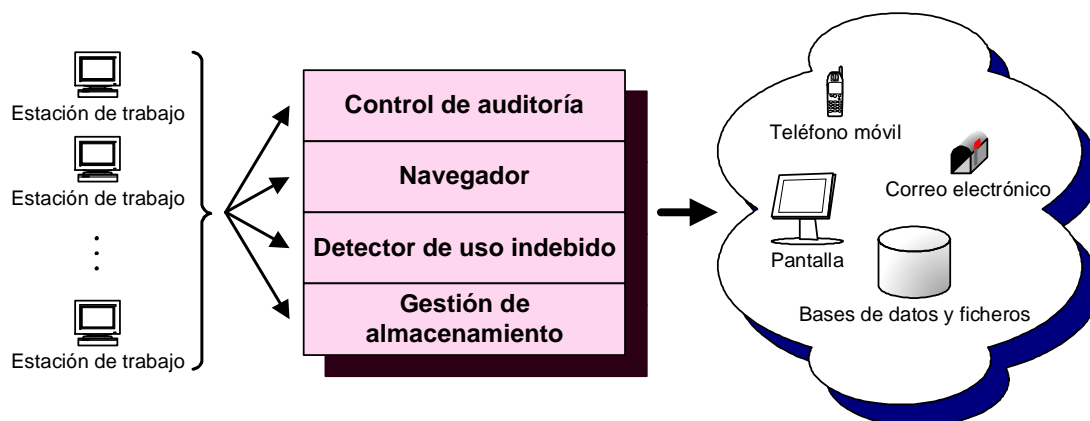 Estación de trabajo
Estación de trabajo
Estación de trabajo
Control de auditoría
Navegador
Detector de uso indebido
Gestión de
almacenamiento
Teléfono móvil
Correo electrónico
Pantalla
Bases de datos y ficheros